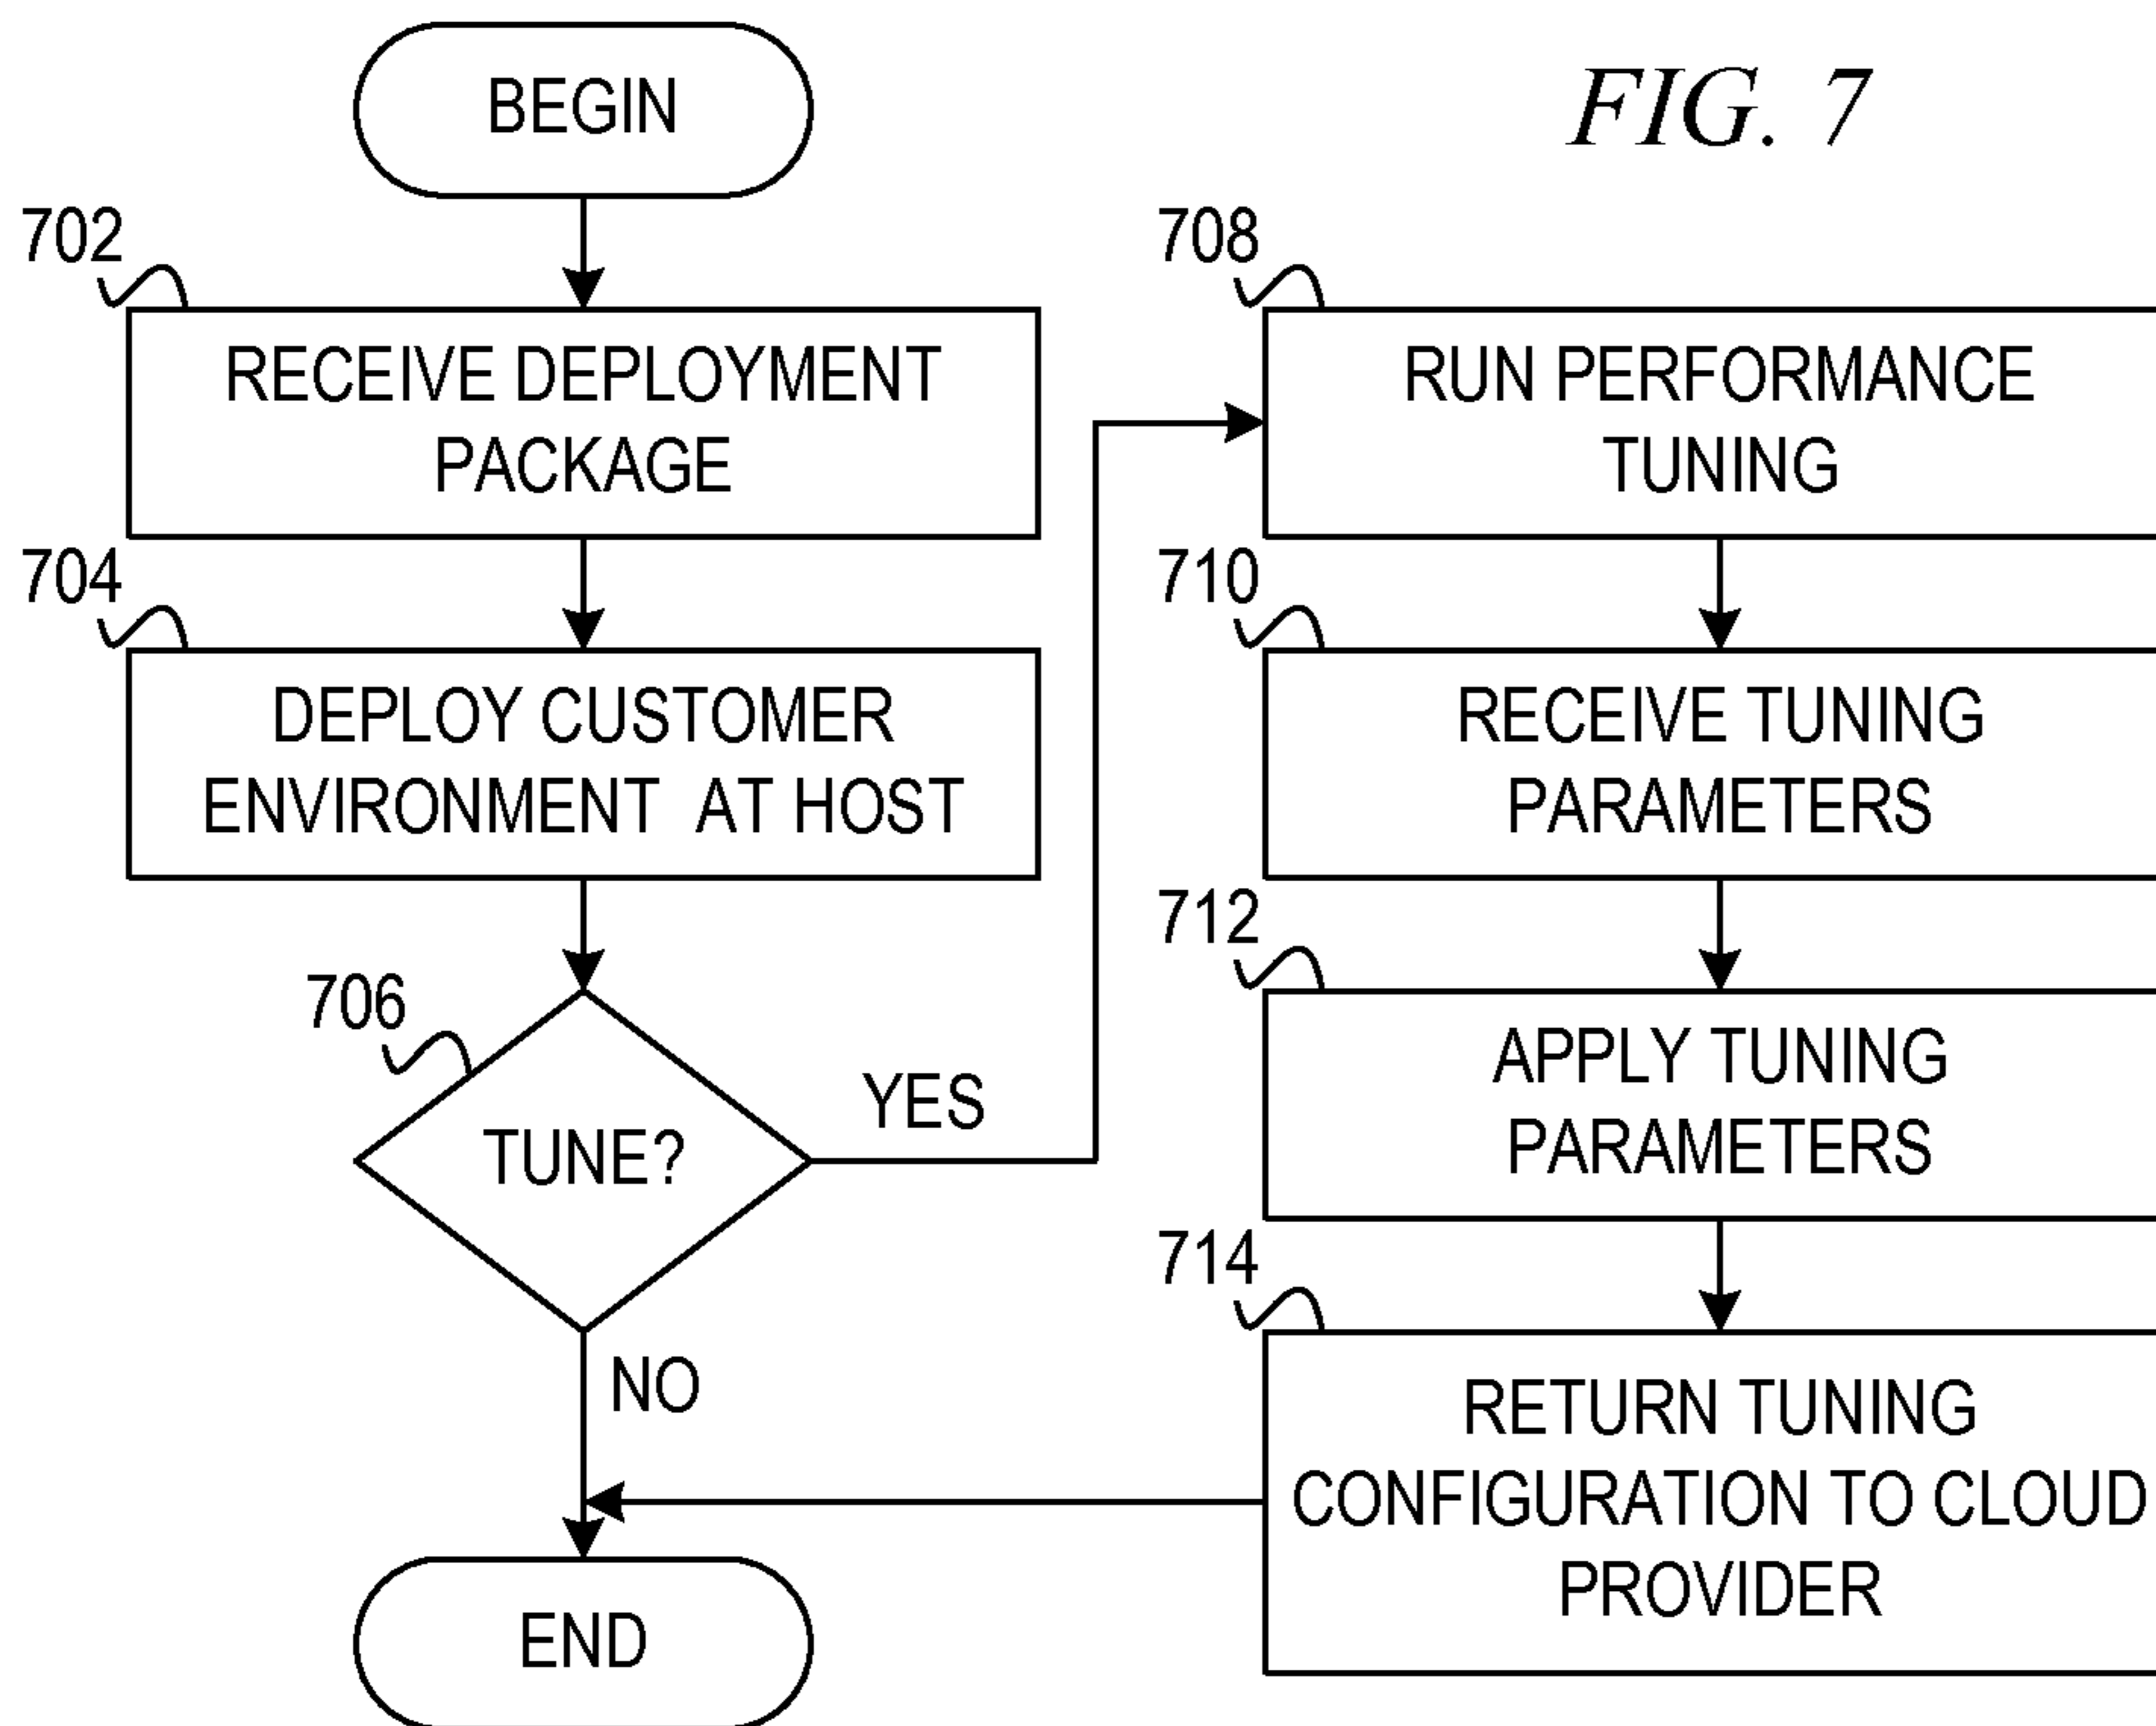 FIG. 7
BEGIN
702
RECEIVE DEPLOYMENT
PACKAGE
704
DEPLOY CUSTOMER
ENVIRONMENT AT HOST
706
TUNE?
YES
NO
END
708
RUN PERFORMANCE
TUNING
710
RECEIVE TUNING
PARAMETERS
712
APPLY TUNING
PARAMETERS
714
RETURN TUNING
CONFIGURATION TO CLOUD
PROVIDER